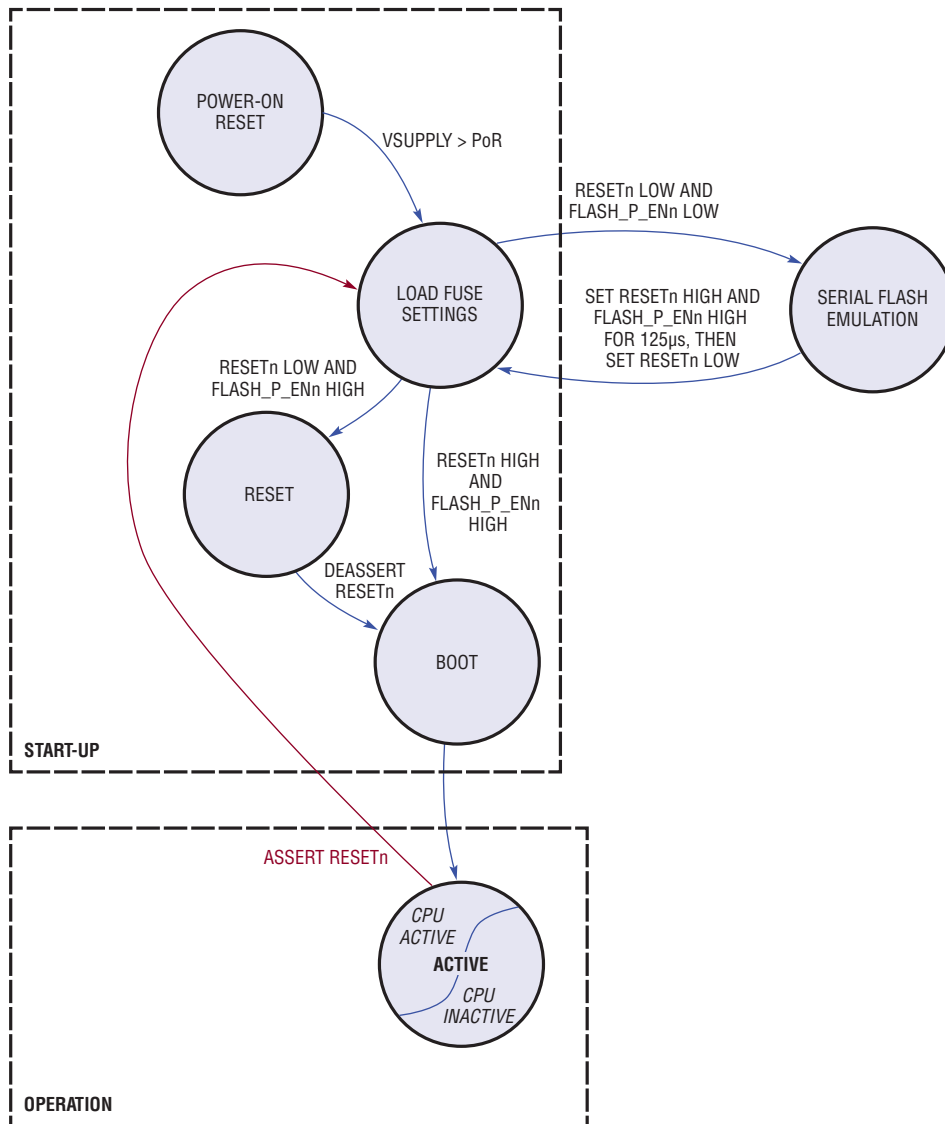 POWER-ON
RESET
VSUPPLY > PoR
RESETn LOW AND
FLASH_P_ENn LOW
LOAD FUSE
SETTINGS
SET RESETn HIGH AND
FLASH_P_ENn HIGH
FOR 125µs, THEN
SET RESETn LOW
SERIAL FLASH
EMULATION
RESETn LOW AND
FLASH_P_ENn HIGH
RESETn HIGH
AND
FLASH_P_ENn
HIGH
RESET
DEASSERT
RESETn
BOOT
START-UP
ASSERT RESETn
CPU
ACTIVE
ACTIVE
CPU
INACTIVE
OPERATION